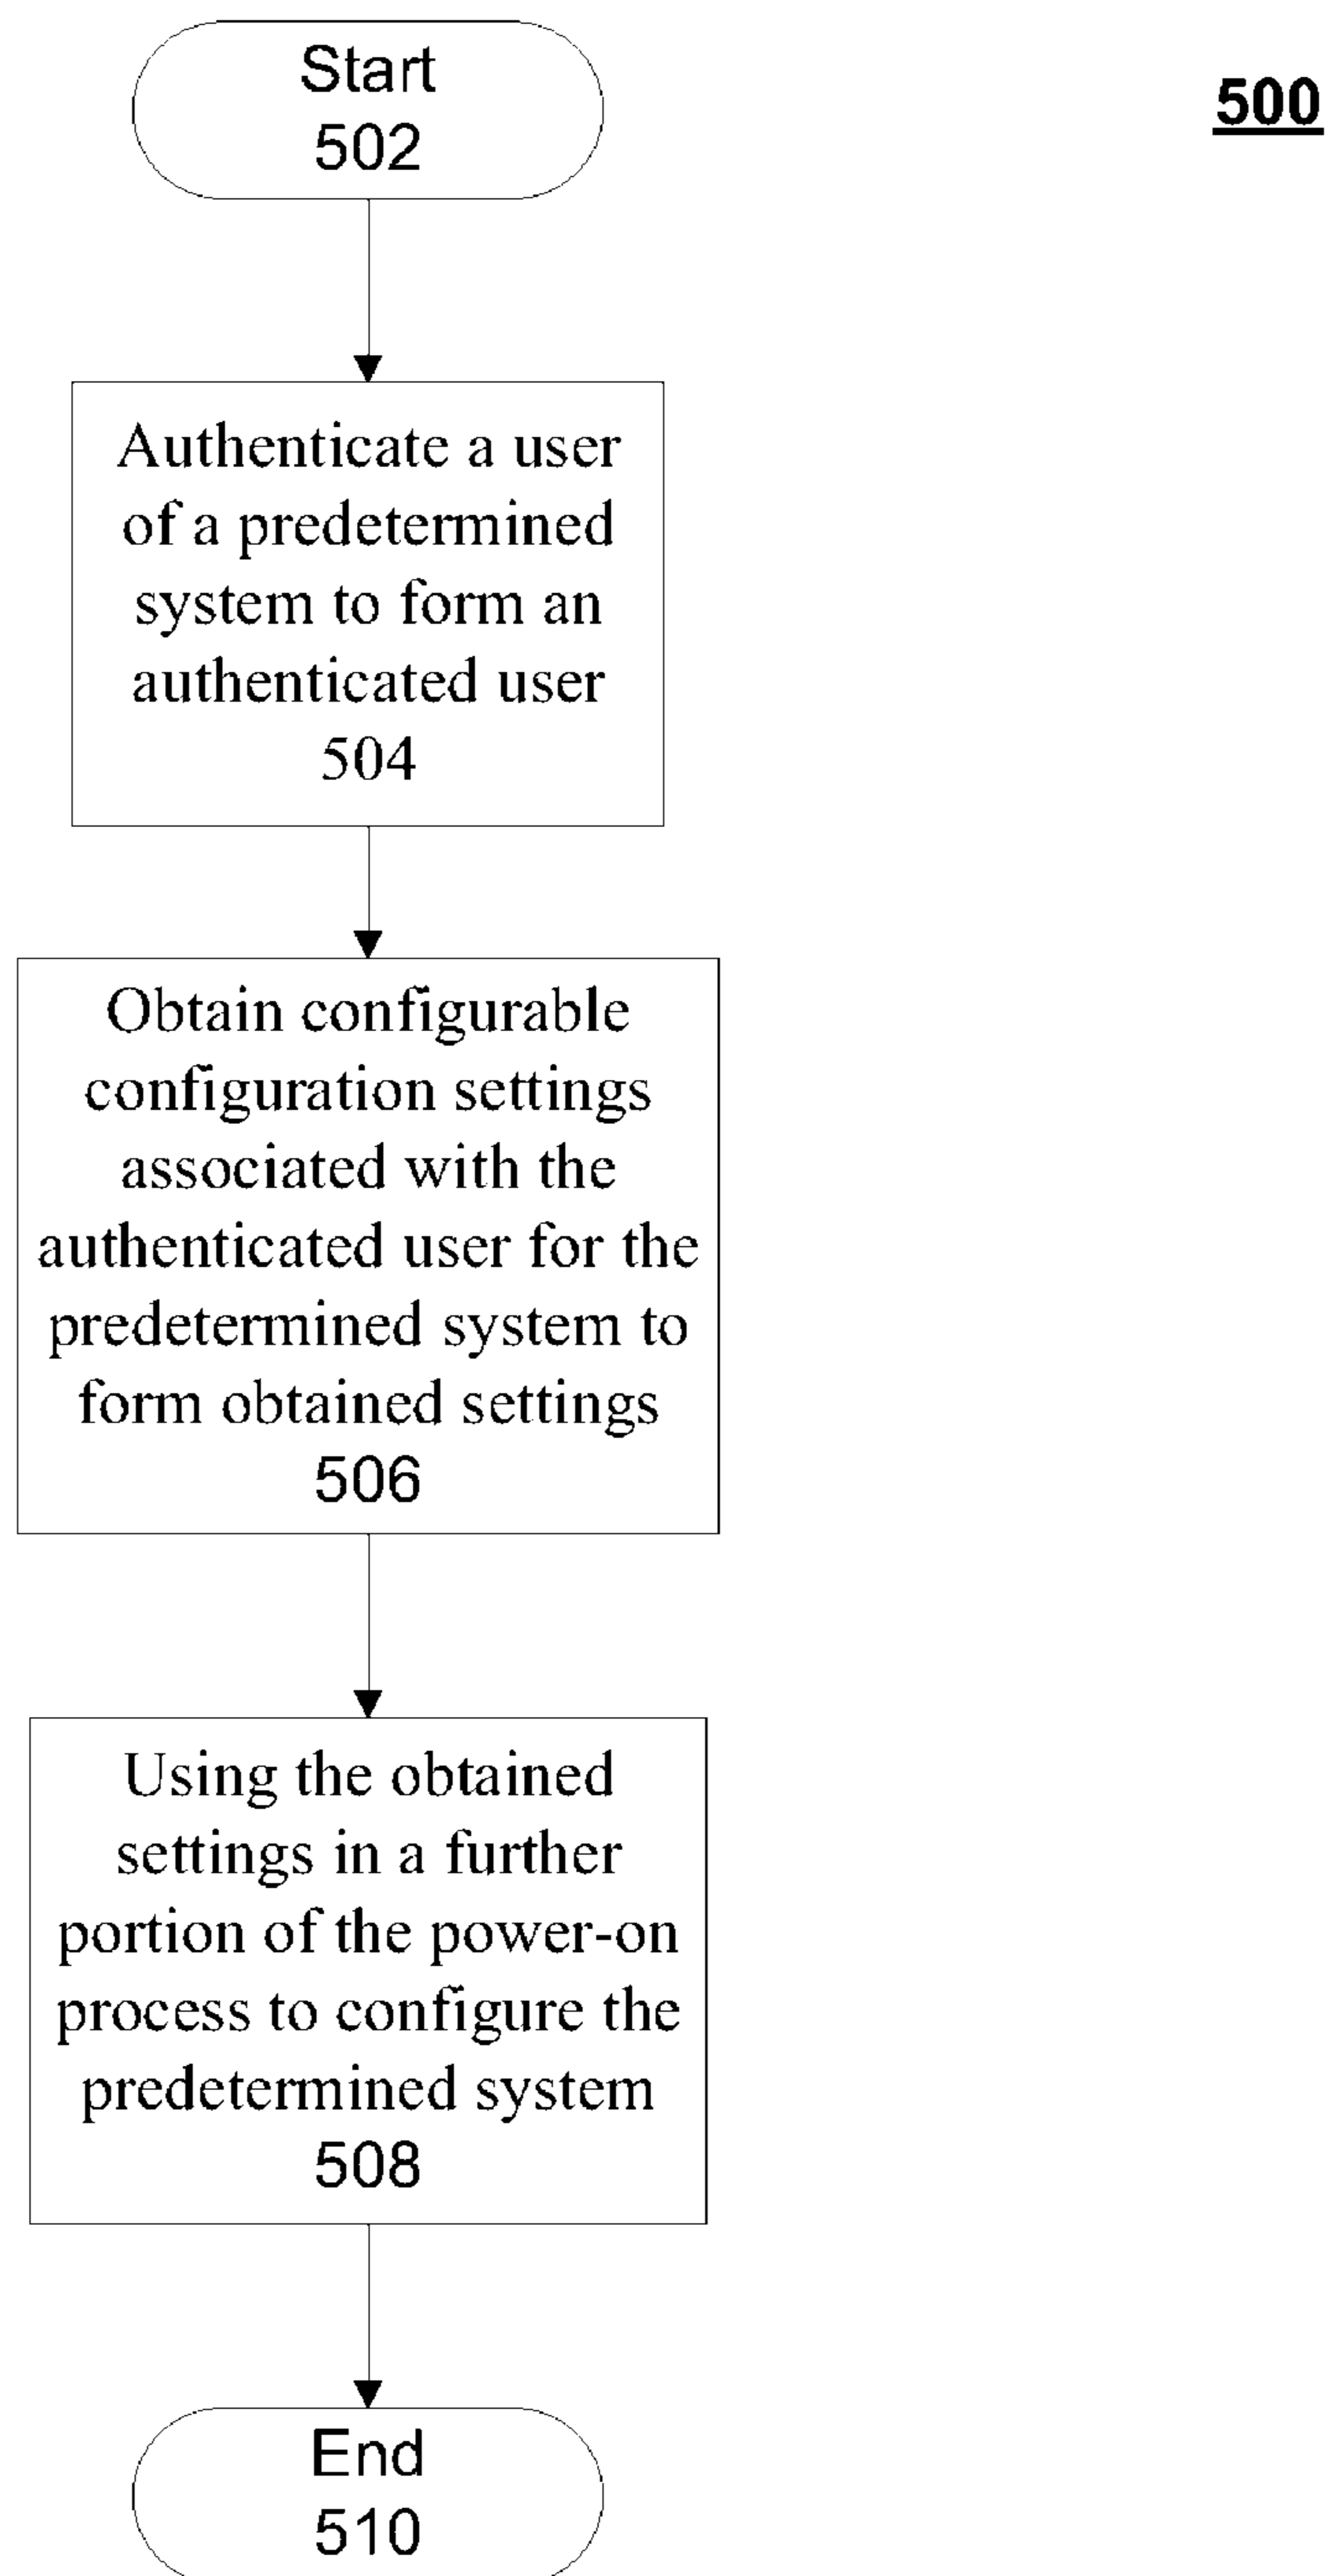 Start
502
500
Authenticate a user
of a predetermined
system to form an
authenticated user
504
Obtain configurable
configuration settings
associated with the
authenticated user for the
predetermined system to
form obtained settings
506
Using the obtained
settings in a further
portion of the power-on
process to configure the
predetermined system
508
End
510